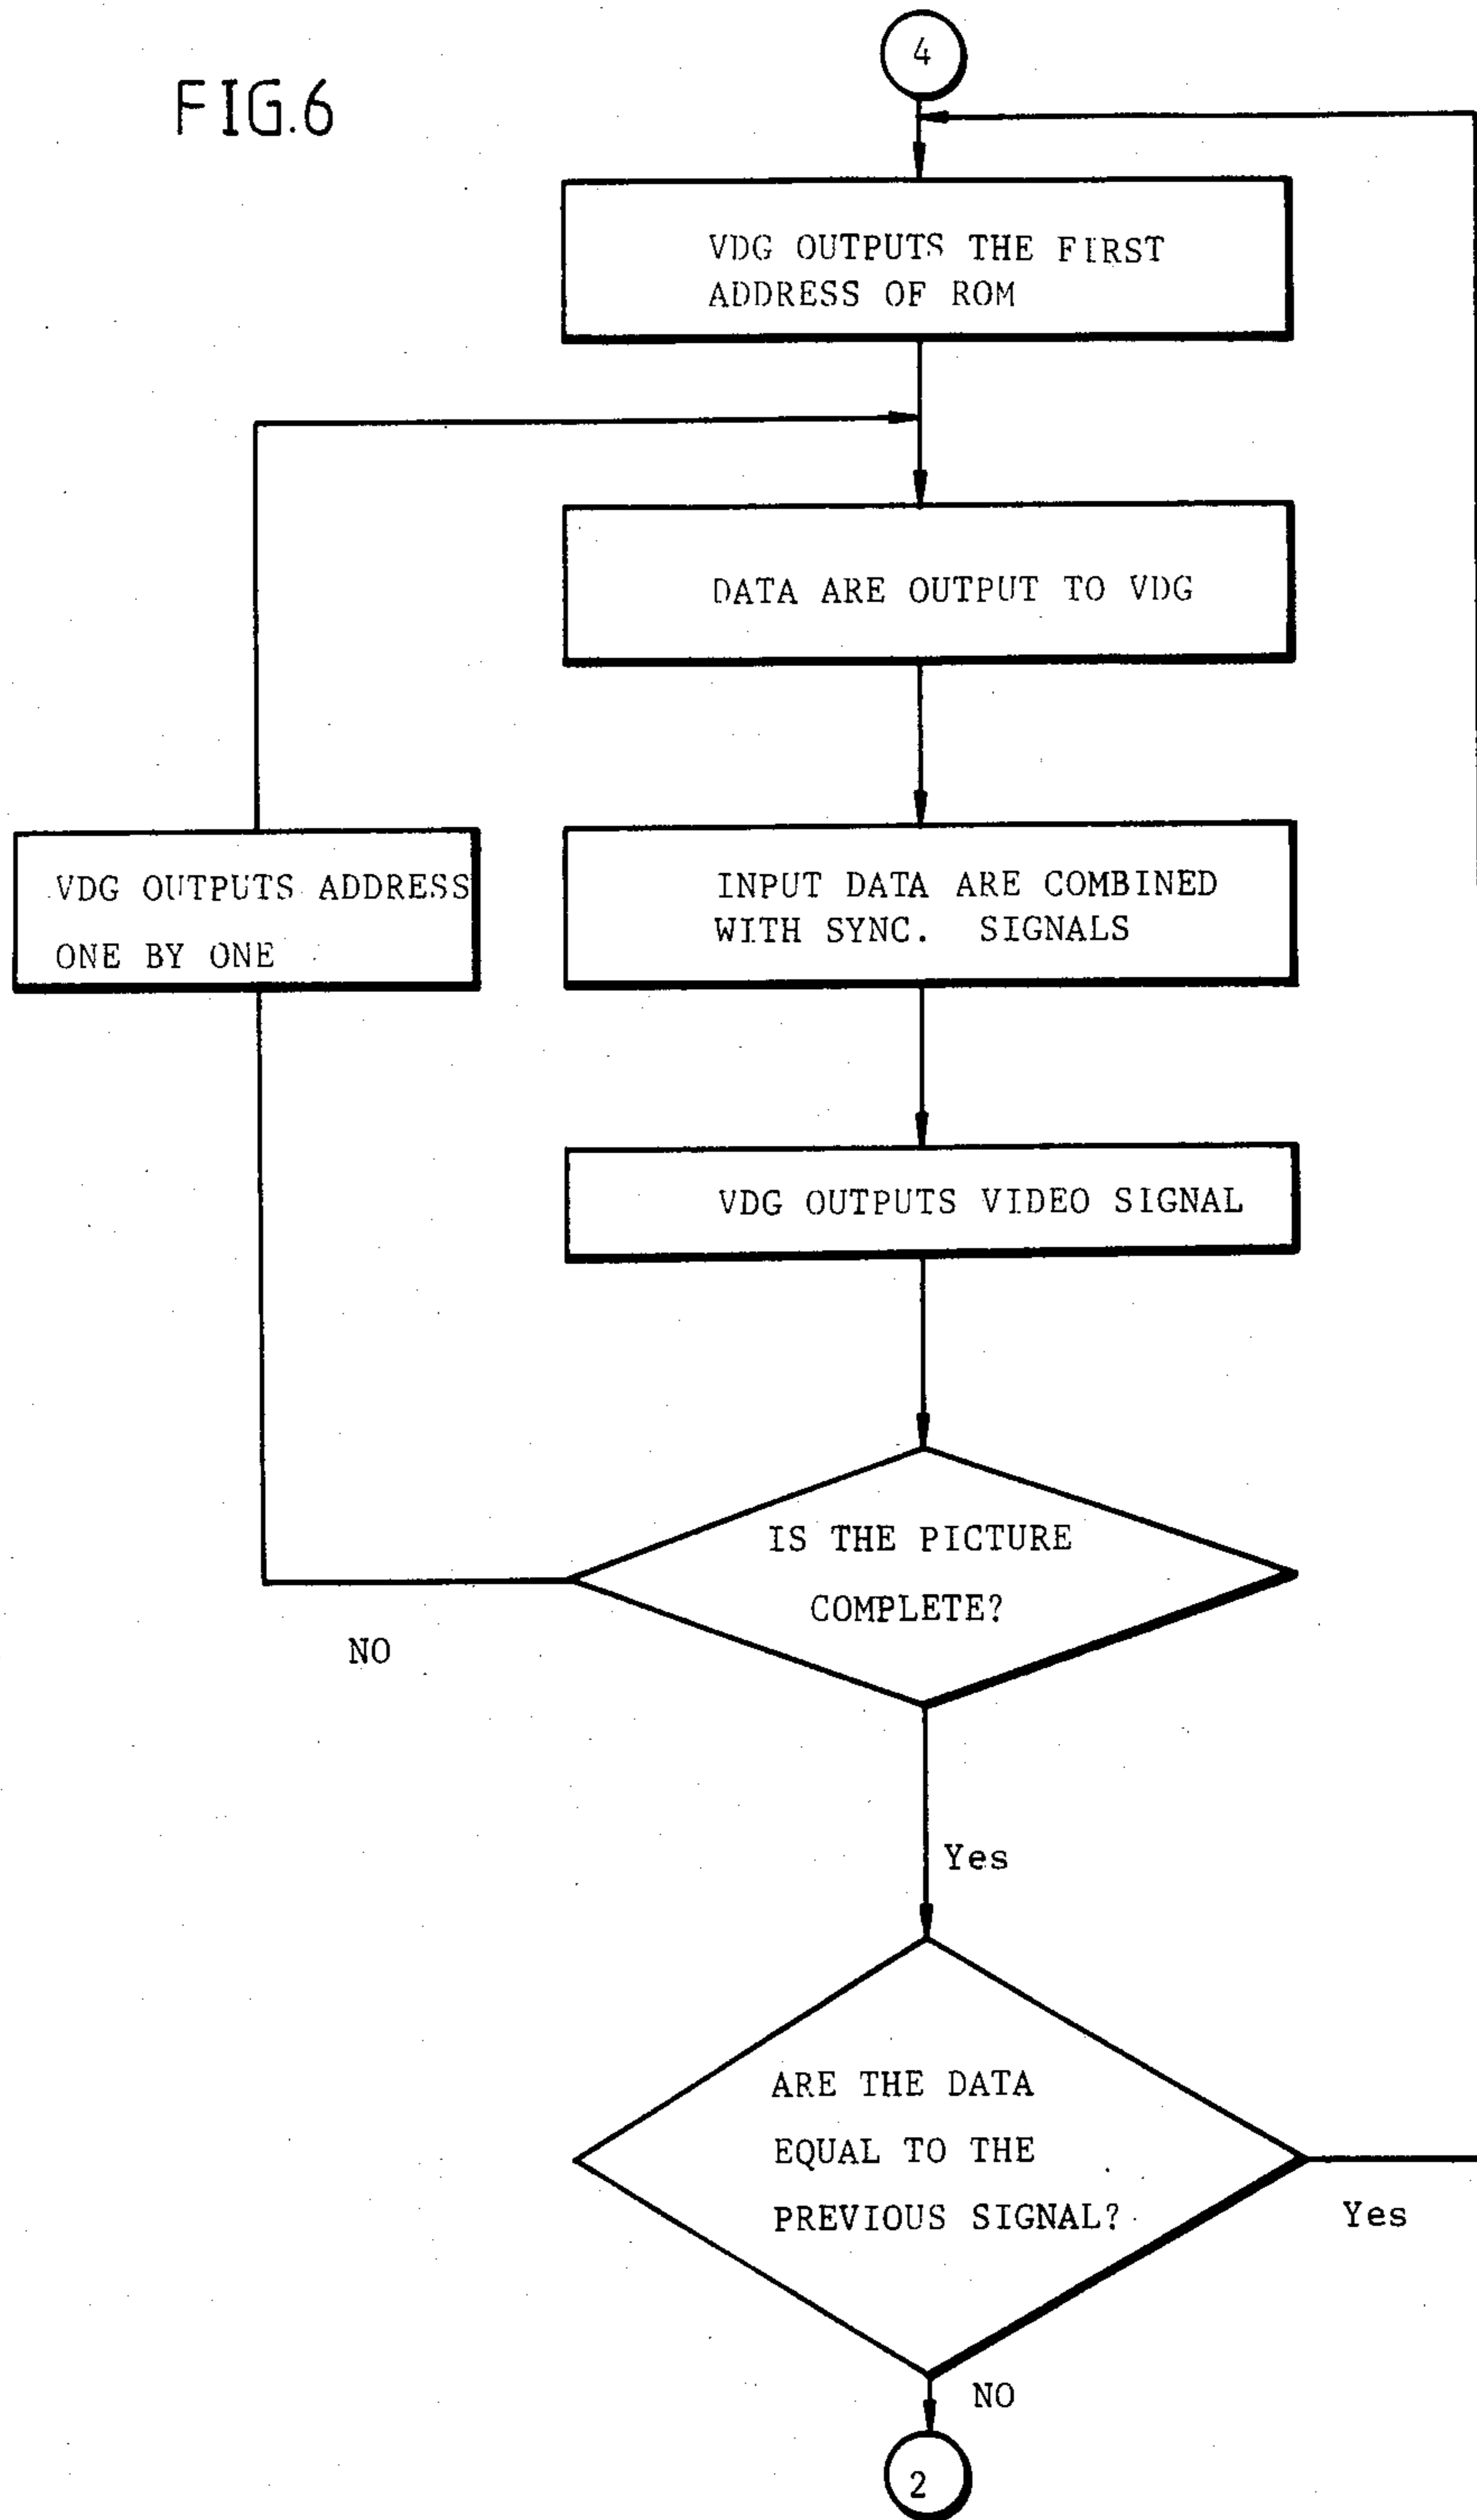 FIG.6
4
VDG OUTPUTS THE FIRST
ADDRESS OF ROM
DATA ARE OUTPUT TO VDG
VDG OUTPUTS ADDRESS
ONE BY ONE
INPUT DATA ARE COMBINED
WITH SYNC. SIGNALS
VDG OUTPUTS VIDEO SIGNAL
IS THE PICTURE
COMPLETE?
NO
Yes
ARE THE DATA
EQUAL TO THE
PREVIOUS SIGNAL?
Yes
NO
2